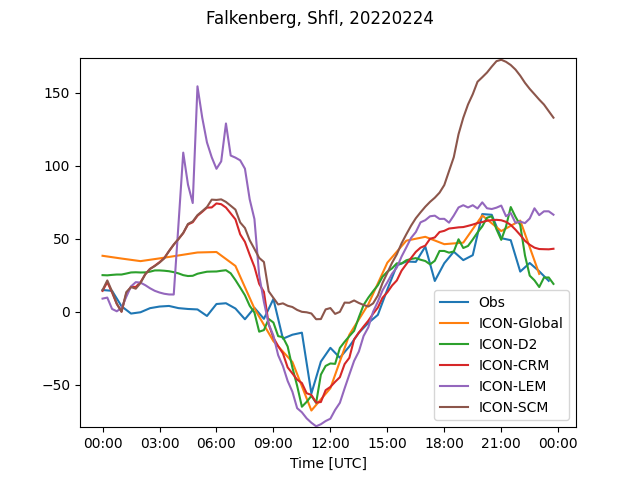 Falkenberg, Shfl, 20220224
150
100
50
0
−50
00:00 03:00 06:00 09:00 12:00 15:00 18:00 21:00 00:00
Time [UTC]
Obs
ICON-Global
ICON-D2
ICON-CRM
ICON-LEM
ICON-SCM